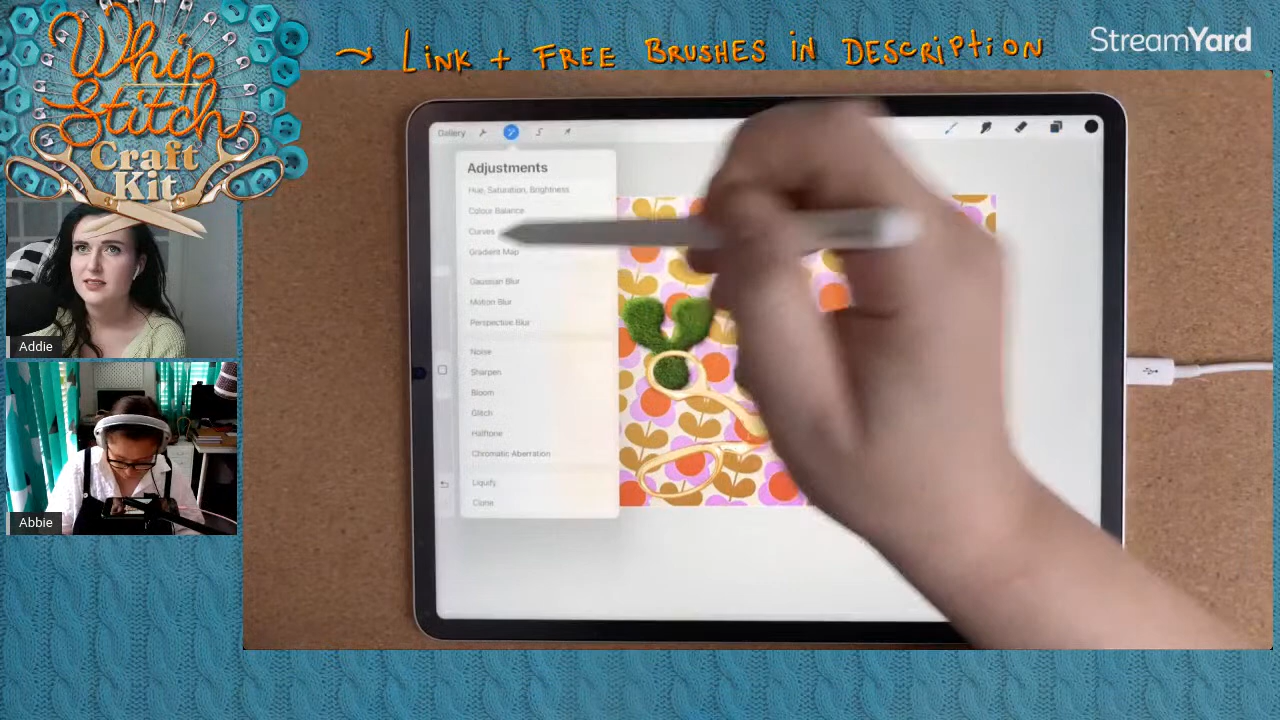 → LINK + FREE BRUSHES IN DESCRIPTION
StreamYard
Whip
Stitch
Craft
Kit
Gallery
Adjustments
Hue, Saturation, Brightness
Colour Balance
Curves
Gradient Map
Gaussian Blur
Motion Blur
Perspective Blur
Noise
Sharpen
Bloom
Glitch
Halftone
Chromatic Aberration
Liquify
Clone
Addie
Abbie